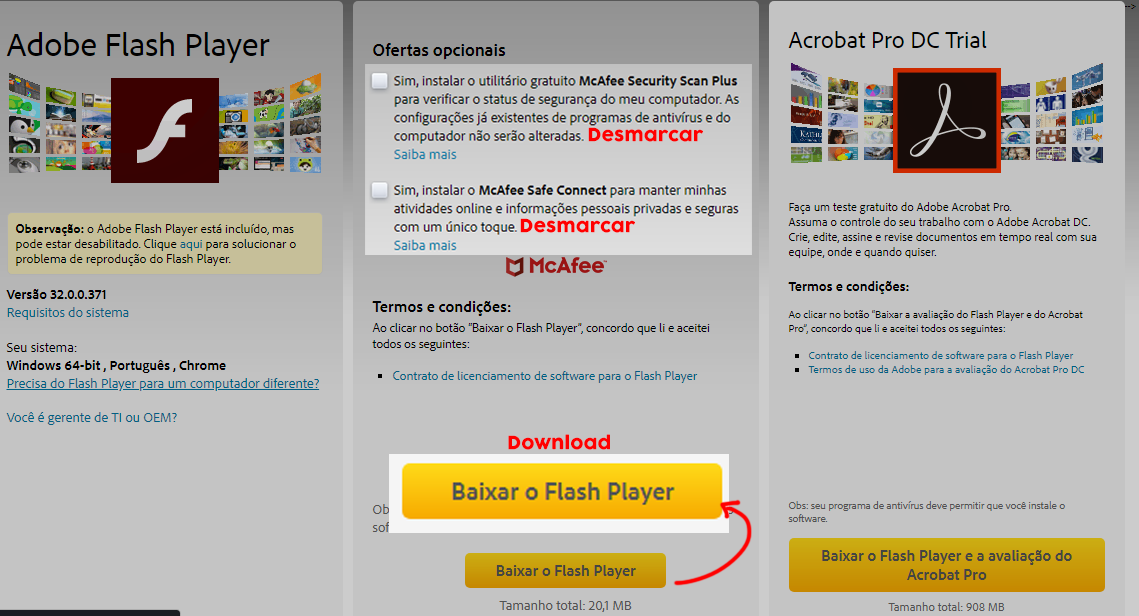 Adobe Flash Player
Observação: o Adobe Flash Player está incluído, mas
pode estar desabilitado. Clique aqui para solucionar o
problema de reprodução do Flash Player.
Versão 32.0.0.371
Requisitos do sistema
Seu sistema:
Windows 64-bit , Português , Chrome
Precisa do Flash Player para um computador diferente?
Você é gerente de TI ou OEM?
Ofertas opcionais
Sim, instalar o utilitário gratuito McAfee Security Scan Plus
para verificar o status de segurança do meu computador. As
configurações já existentes de programas de antivírus e do
computador não serão alteradas. Desmarcar
Saiba mais
Sim, instalar o McAfee Safe Connect para manter minhas
atividades online e informações pessoais privadas e seguras
com um único toque. Desmarcar
Saiba mais
McAfee™
Termos e condições:
Ao clicar no botão "Baixar o Flash Player", concordo que li e aceitei
todos os seguintes:
Contrato de licenciamento de software para o Flash Player
Download
Baixar o Flash Player
Baixar o Flash Player
Tamanho total: 20,1 MB
-->
Acrobat Pro DC Trial
Faça um teste gratuito do Adobe Acrobat Pro.
Assuma o controle do seu trabalho com o Adobe Acrobat DC.
Crie, edite, assine e revise documentos em tempo real com sua
equipe, onde e quando quiser.
Termos e condições:
Ao clicar no botão "Baixar a avaliação do Flash Player e do Acrobat
Pro", concordo que li e aceitei todos os seguintes:
Contrato de licenciamento de software para o Flash Player
Termos de uso da Adobe para a avaliação do Acrobat Pro DC
Obs: seu programa de antivírus deve permitir que você instale o
software.
Baixar o Flash Player e a avaliação do
Acrobat Pro
Tamanho total: 908 MB